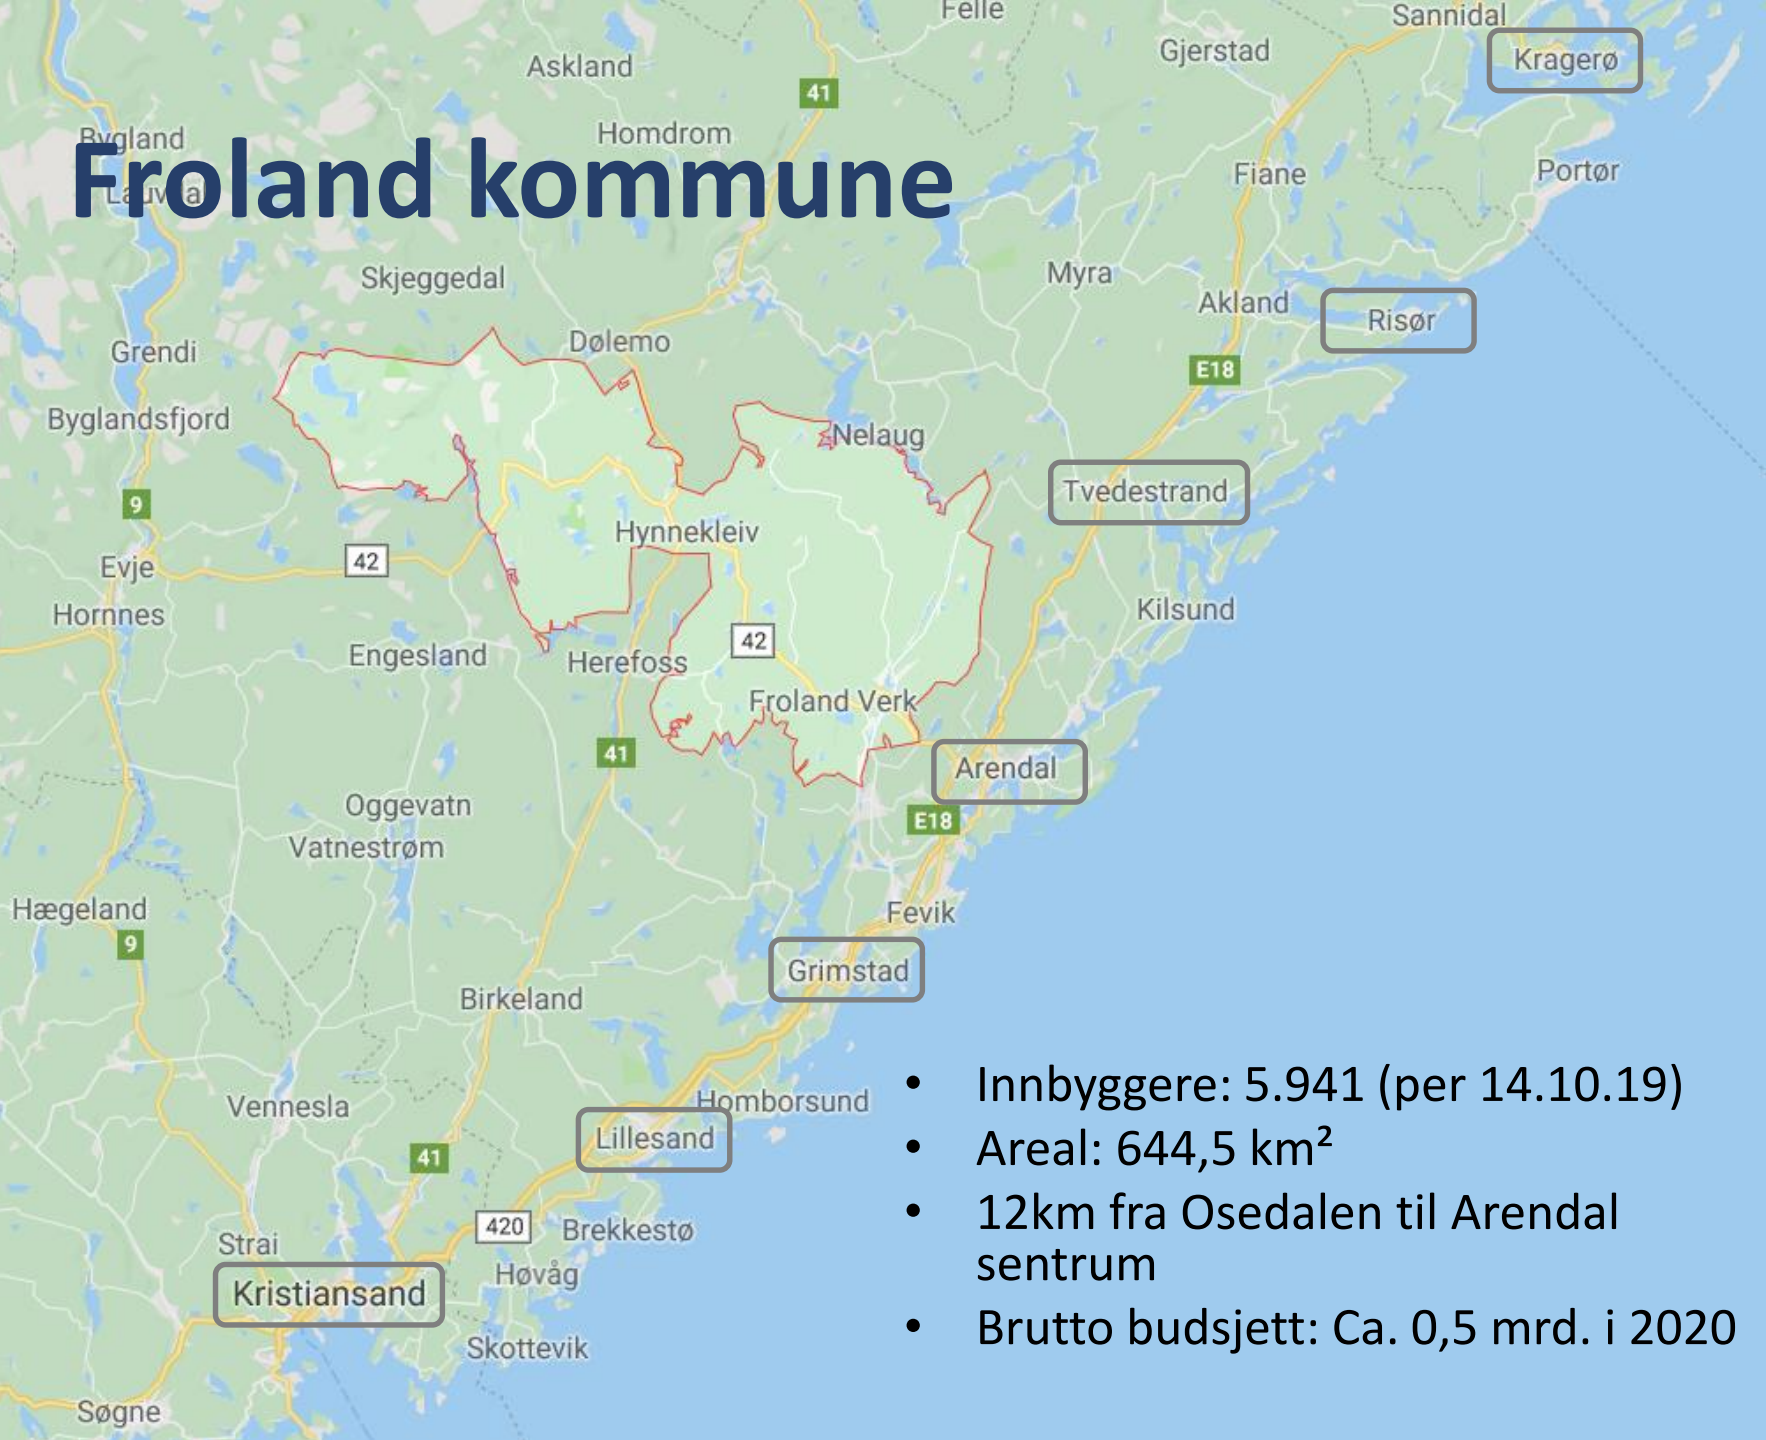 Felle
Sannidal
Gjerstad
Kragerø
Askland
41
Homdrom
Bygland
Froland kommune
Fiane
Portør
Myra
Skjeggedal
Akland
Risør
Dølemo
Grendi
E18
Byglandsfjord
Nelaug
Tvedestrand
9
Hynnekleiv
42
Evje
Hornnes
Kilsund
42
Engesland
Herefoss
Froland Verk
41
Arendal
Oggevatn
E18
Vatnestrøm
Hægeland
Fevik
9
Grimstad
Birkeland
Homborsund
Vennesla
Lillesand
41
420
Brekkestø
Strai
Høvåg
Kristiansand
Skottevik
Søgne
• Innbyggere: 5.941 (per 14.10.19)
• Areal: 644,5 km²
• 12km fra Osedalen til Arendal
sentrum
• Brutto budsjett: Ca. 0,5 mrd. i 2020